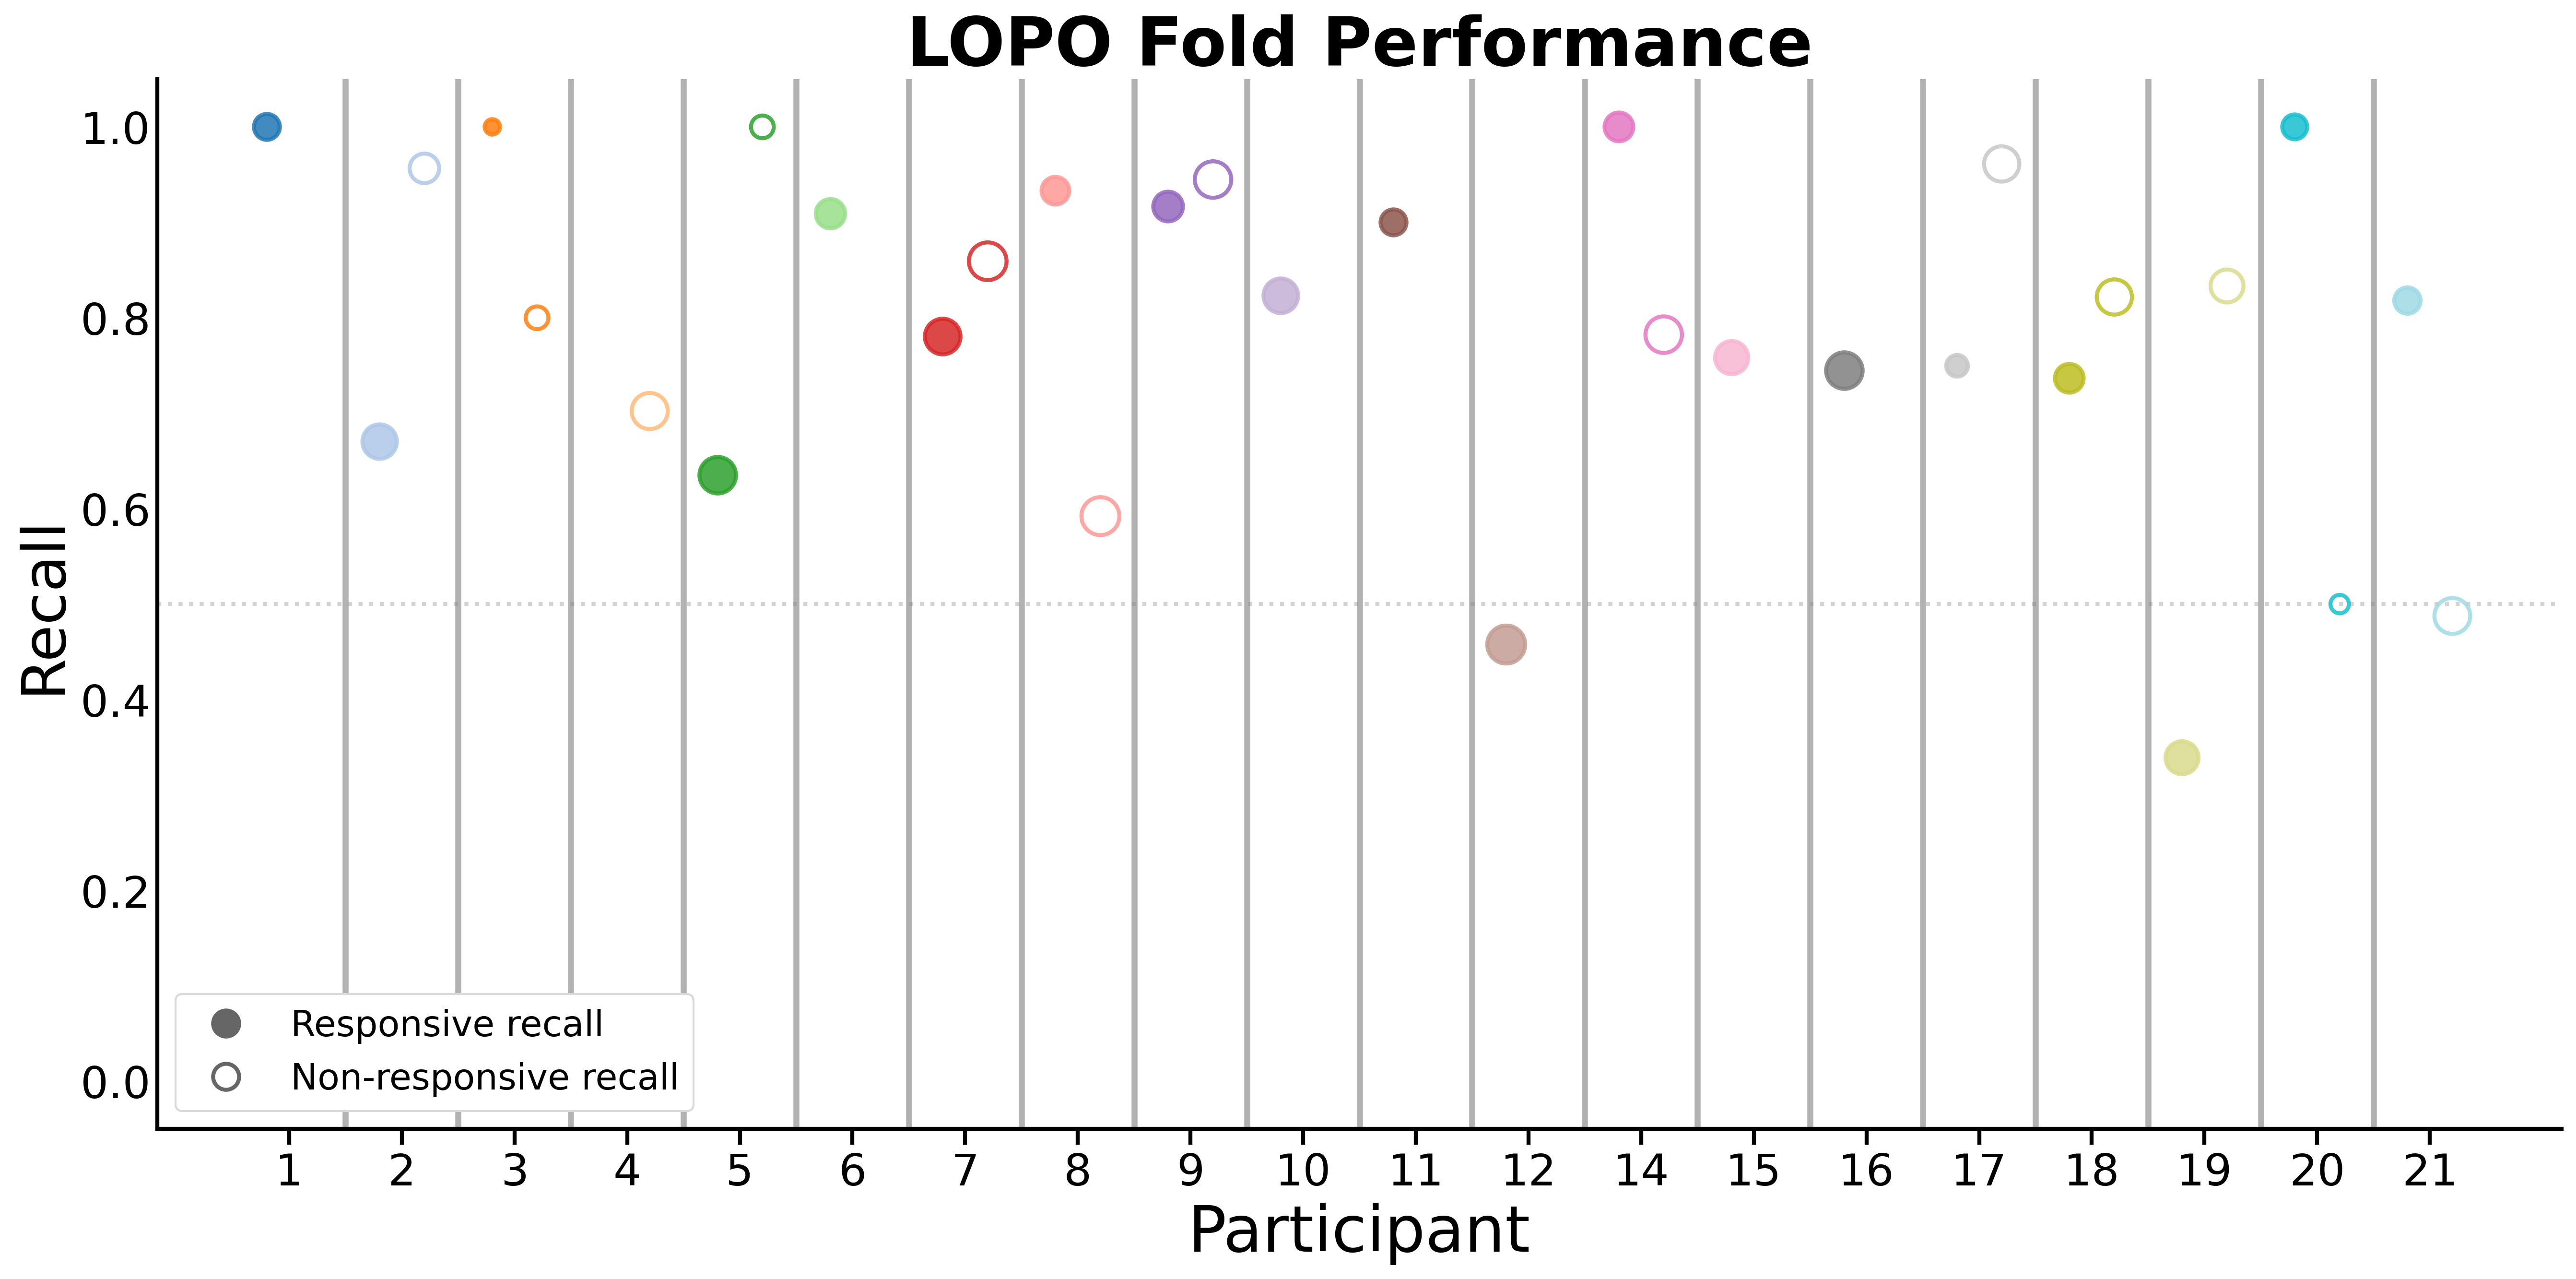 LOPO Fold Performance
Recall
1.0
0.8
0.6
0.4
0.2
0.0
Responsive recall
Non-responsive recall
1 2 3 4 5 6 7 8 9 10 11 12 14 15 16 17 18 19 20 21
Participant